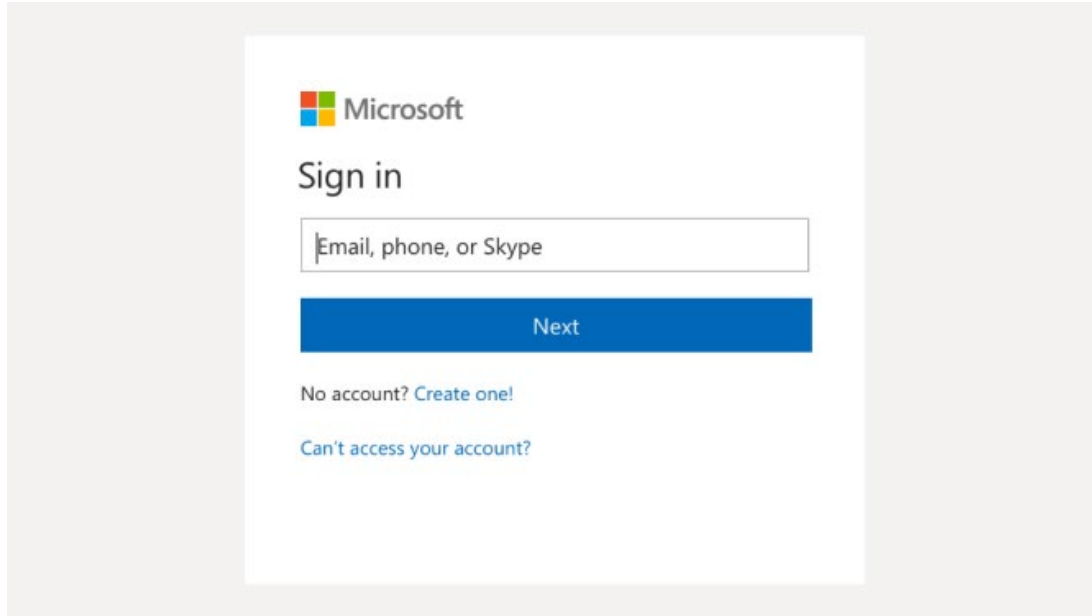 Microsoft
Sign in
Email, phone, or Skype
Next
No account? Create one!
Can't access your account?